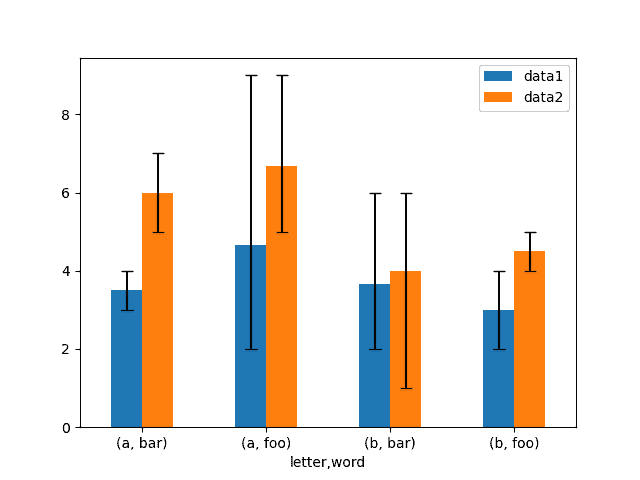 data1
data2
8
6
4
2
0
(a, bar) (a, foo) (b, bar) (b, foo)
letter,word